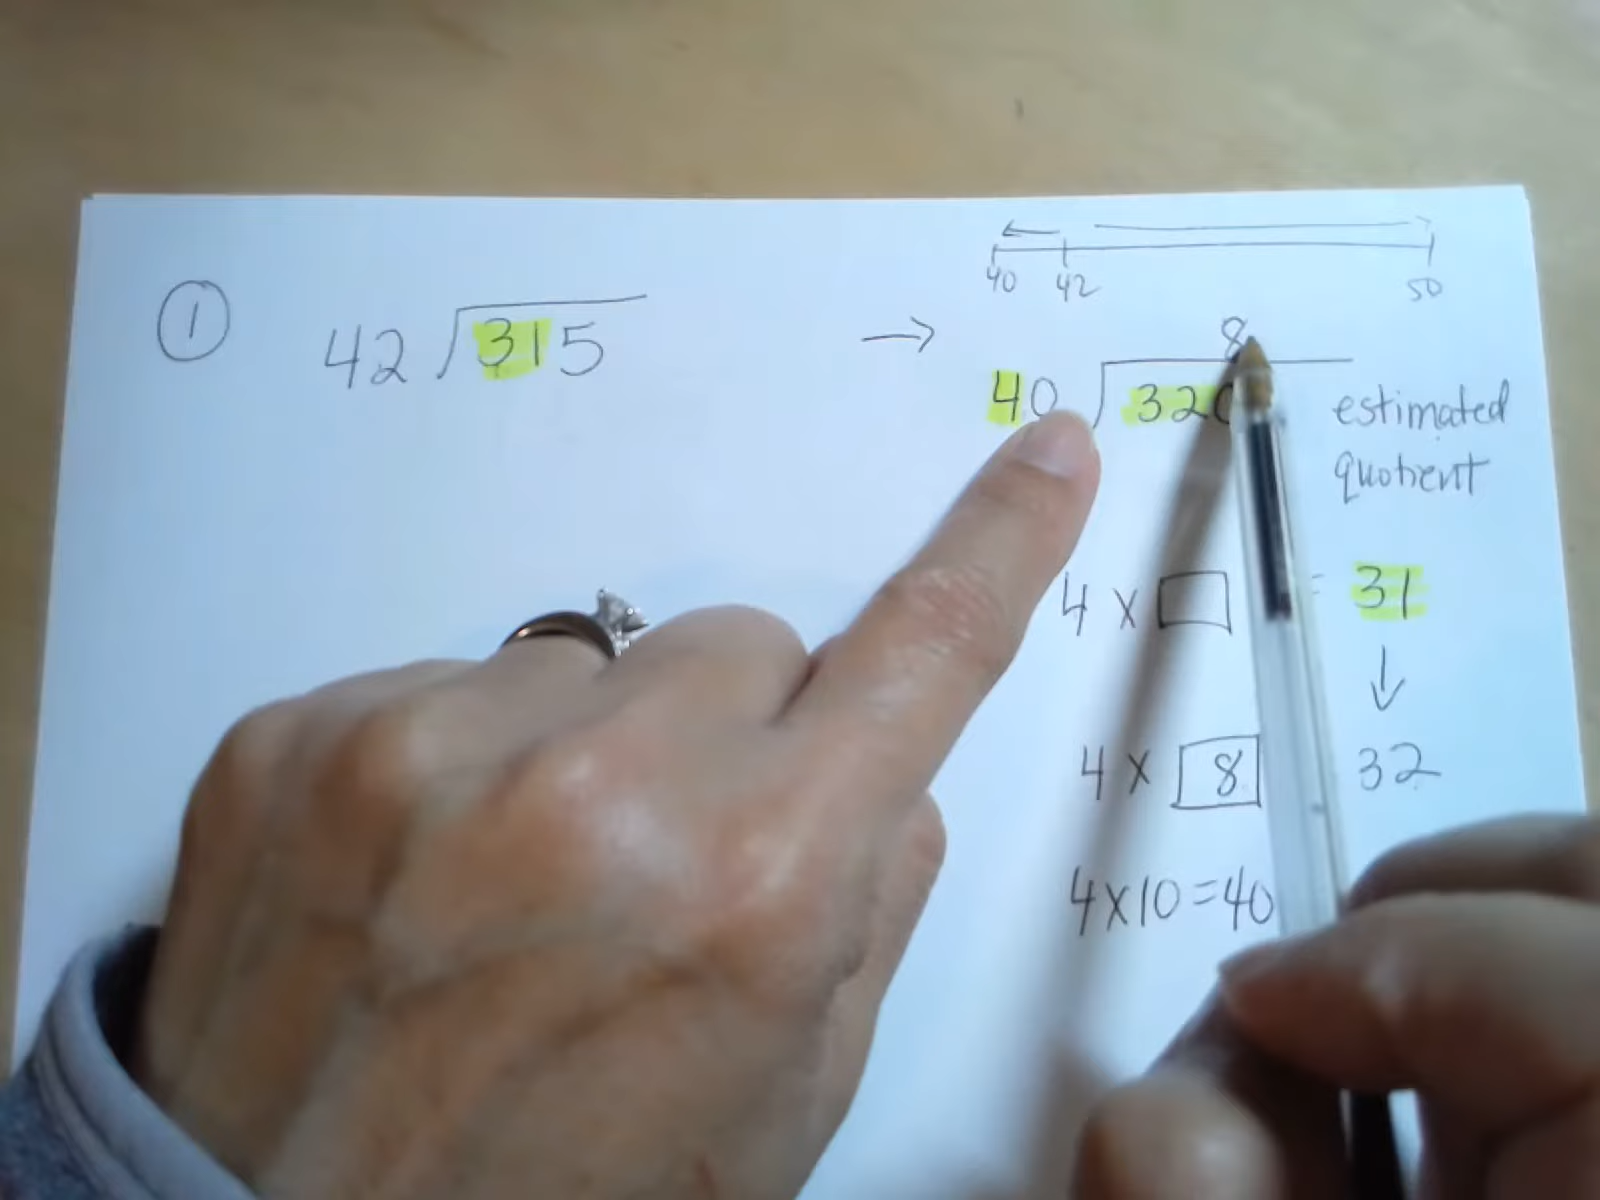 1
42 315
→
40 42 50
8
40 320
estimated
quotient
4 x = 31
↓
4 x 8 32
4x10=40